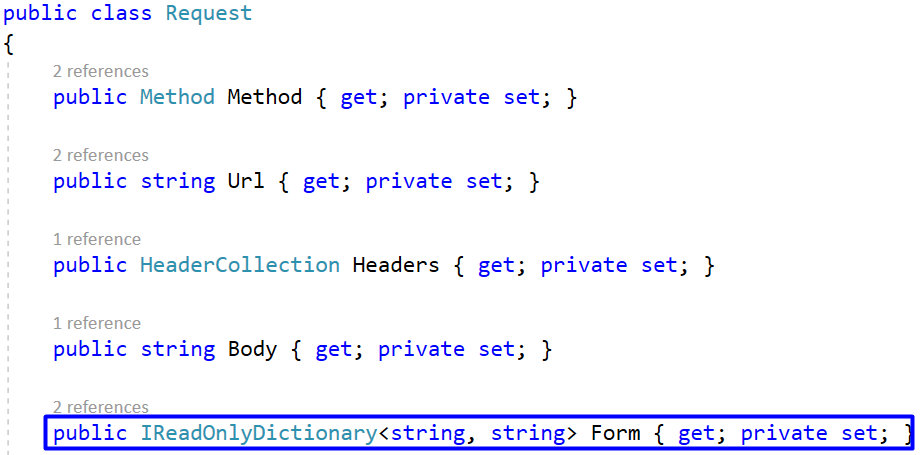 public class Request
{
2 references
public Method Method { get; private set; }
2 references
public string Url { get; private set; }
1 reference
public HeaderCollection Headers { get; private set; }
1 reference
public string Body { get; private set; }
2 references
public IReadOnlyDictionary<string, string> Form { get; private set; }